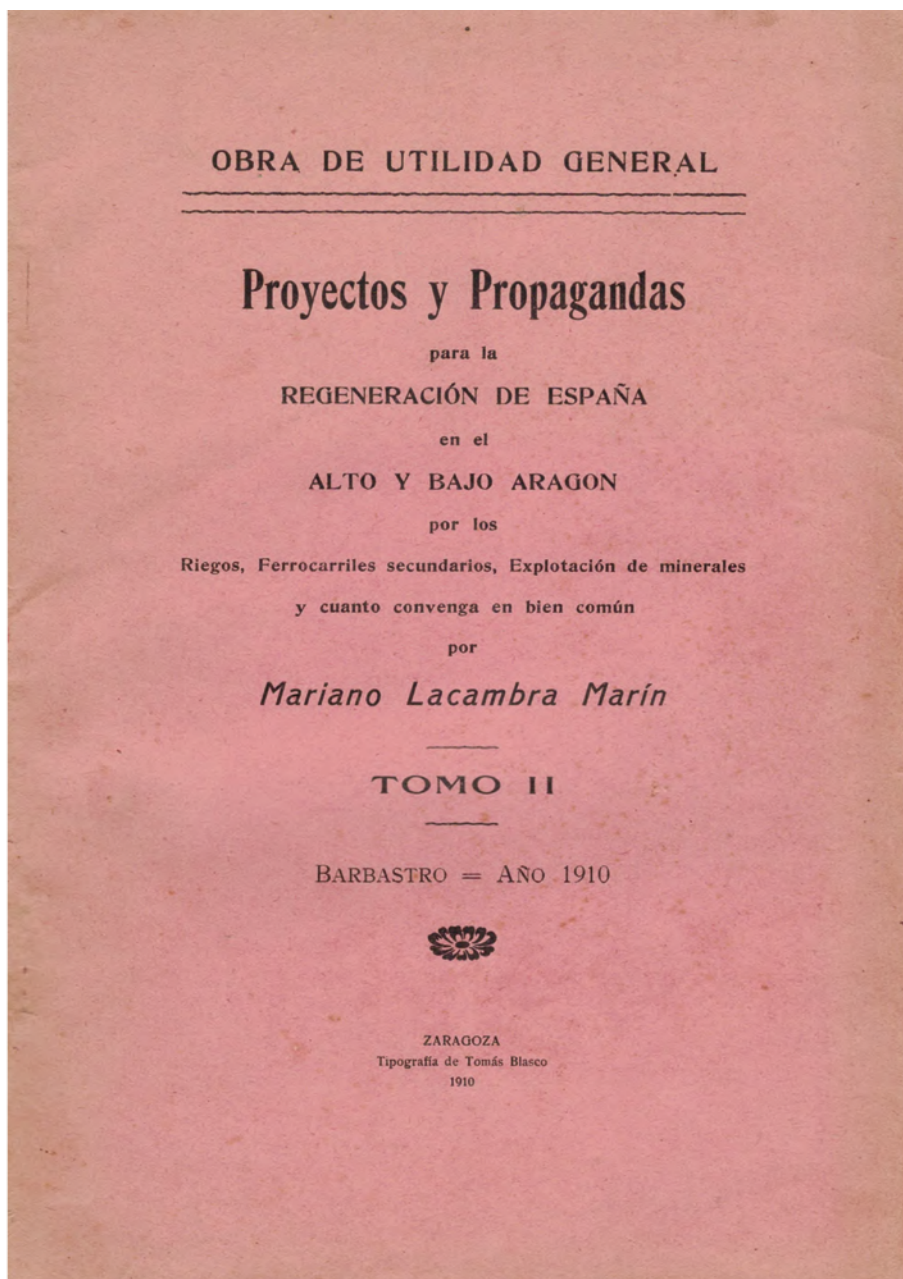 OBRA DE UTILIDAD GENERAL
Proyectos y Propagandas
para la
REGENERACIÓN DE ESPAÑA
en el
ALTO Y BAJO ARAGON
por los
Riegos, Ferrocarriles secundarios, Explotación de minerales
y cuanto convenga en bien común
por
Mariano Lacambra Marín
TOMO II
BARBASTRO = AÑO 1910
ZARAGOZA
Tipografía de Tomás Blasco
1910